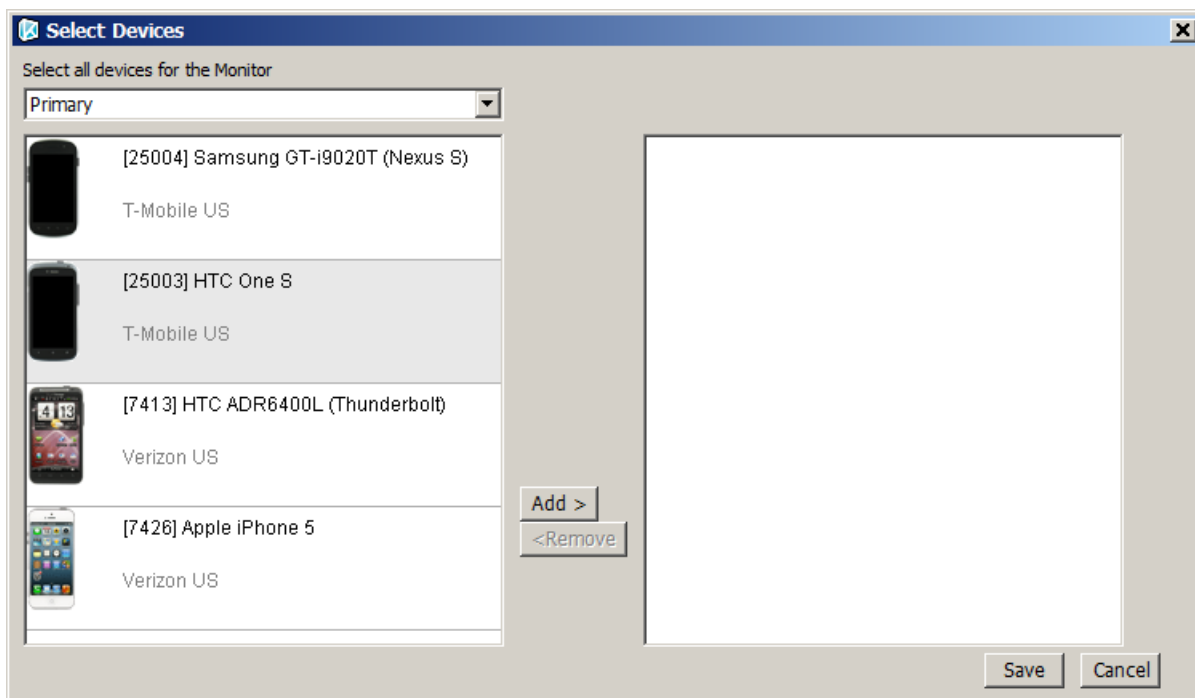 Select Devices
Select all devices for the Monitor
Primary
[25004] Samsung GT-i9020T (Nexus S)
T-Mobile US
[25003] HTC One S
T-Mobile US
[7413] HTC ADR6400L (Thunderbolt)
Verizon US
[7426] Apple iPhone 5
Verizon US
Add >
<Remove
Save
Cancel